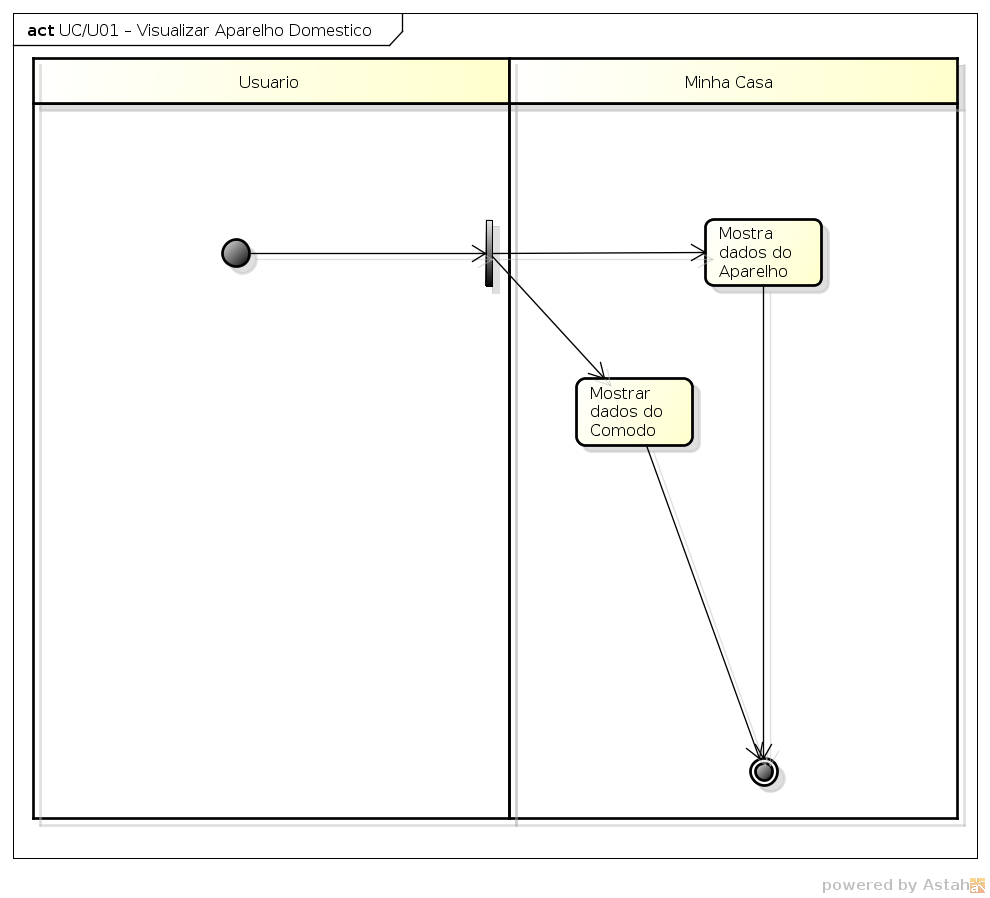 act UC/U01 – Visualizar Aparelho Domestico
Usuario
Minha Casa
Mostra
dados do
Aparelho
Mostrar
dados do
Comodo
powered by Astah